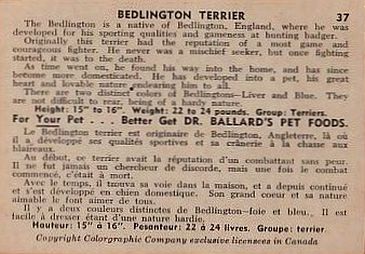 BEDLINGTON TERRIER 37
The Bedlington is a native of Bedlington, England, where he was
developed for his sporting qualities and gameness at hunting badger.
Originally this terrier had the reputation of a most game and
courageous fighter. He never was a mischief seeker, but once fighting
started, it was to the death.
As time went on, he found his way into the home, and has since
become more domesticated. He has developed into a pet, his great
heart and lovable nature endearing him to all.
There are two distinct colors of Bedlingtons—Liver and Blue. They
are not difficult to rear, being of a hardy nature.
Height: 15" to 16". Weight: 22 to 24 pounds. Group: Terriers.
For Your Pet . . . Better Get DR. BALLARD'S PET FOODS.
Le Bedlington terrier est originaire de Bedlington, Angleterre, là où
il a développé ses qualités sportives et sa crânerie à la chasse aux
blaireaux.
Au début, ce terrier avait la réputation d'un combattant sans peur.
Il ne fut jamais un chercheur de discorde, mais une fois le combat
commencé, c'était à mort.
Avec le temps, il trouva sa voie dans la maison, et a depuis continué
et s'est développé en chien domestique. Son grand coeur et sa nature
aimable le font aimer de tous.
Il y a deux couleurs distinctes de Bedlington—foie et bleu. Il est
facile à dresser étant d'une nature hardie.
Hauteur: 15" à 16". Pesanteur: 22 à 24 livres. Groupe: terrier.
Copyright Colorgraphic Company exclusive licensees in Canada